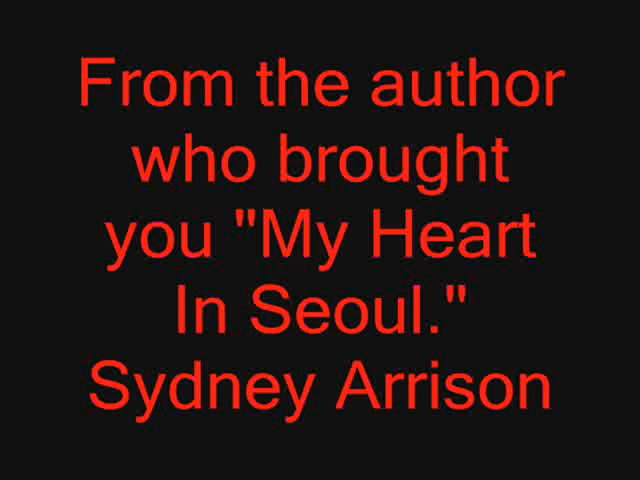 From the author
who brought
you "My Heart
In Seoul."
Sydney Arrison